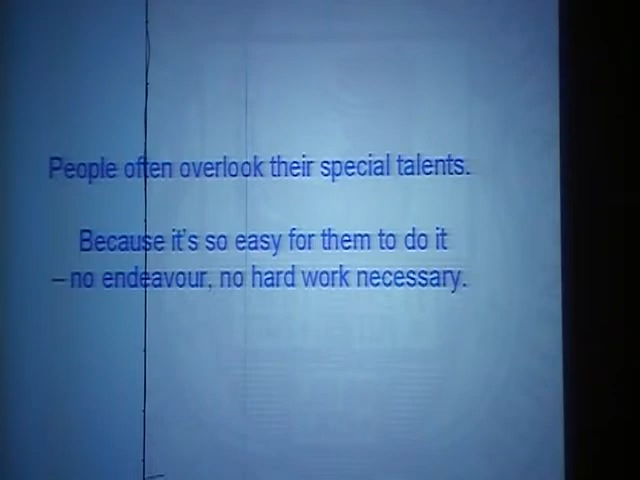 People often overlook their special talents.
Because it's so easy for them to do it
– no endeavour, no hard work necessary.